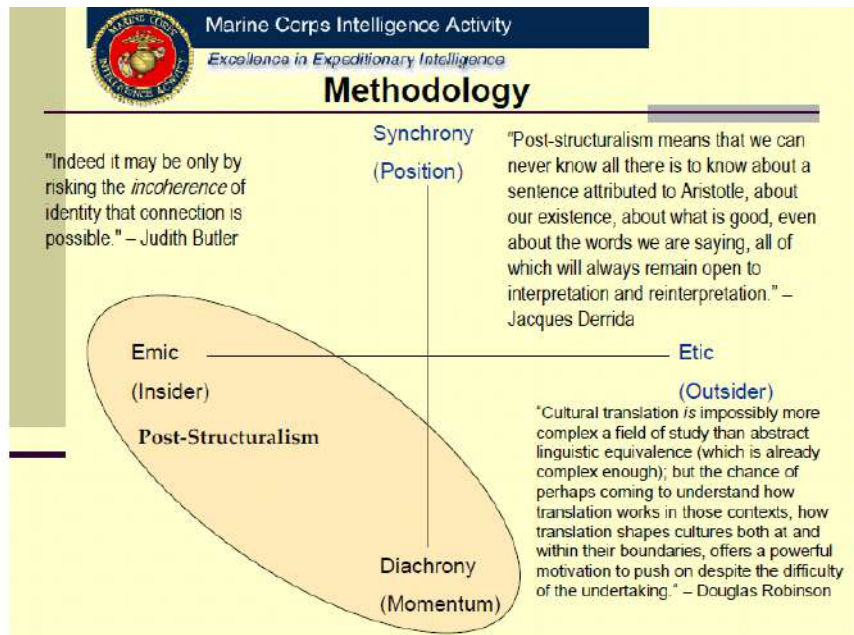 Marine Corps Intelligence Activity
Excellence in Expeditionary Intelligence
Methodology
MARINE CORPS
INTELLIGENCE ACTIVITY
"Indeed it may be only by
risking the incoherence of
identity that connection is
possible." – Judith Butler
Synchrony
(Position)
"Post-structuralism means that we can
never know all there is to know about a
sentence attributed to Aristotle, about
our existence, about what is good, even
about the words we are saying, all of
which will always remain open to
interpretation and reinterpretation." –
Jacques Derrida
Emic
(Insider)
Post-Structuralism
Etic
(Outsider)
"Cultural translation is impossibly more
complex a field of study than abstract
linguistic equivalence (which is already
complex enough); but the chance of
perhaps coming to understand how
translation works in those contexts, how
translation shapes cultures both at and
within their boundaries, offers a powerful
motivation to push on despite the difficulty
of the undertaking." – Douglas Robinson
Diachrony
(Momentum)